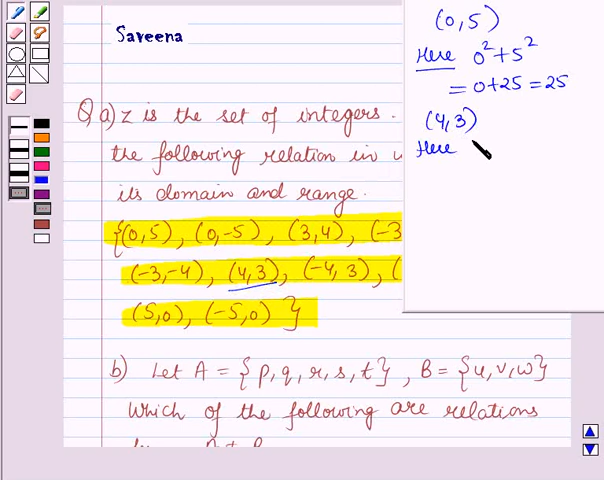 Saveena
Q a) z is the set of integers.
the following relation in
its domain and range.
{(0,5), (0,-5), (3,4), (-3
(-3,-4), (4,3), (-4,3), (
(5,0), (-5,0) }
b) Let A = {p,q,r,s,t}, B = {u,v,w}
Which of the following are relations
(0,5)
Here 0²+5²
= 0+25 = 25
(4,3)
Here